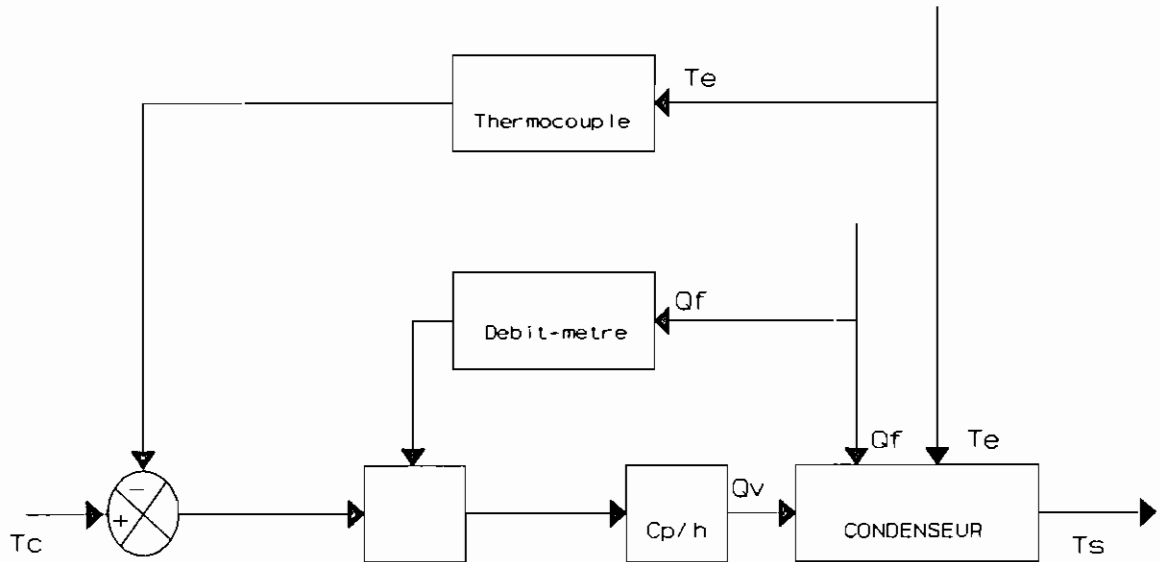 Te
Thermocouple
Qf
Debit-metre
Qf
Te
−
+
Qv
Cp/h
CONDENSEUR
Tc
Ts